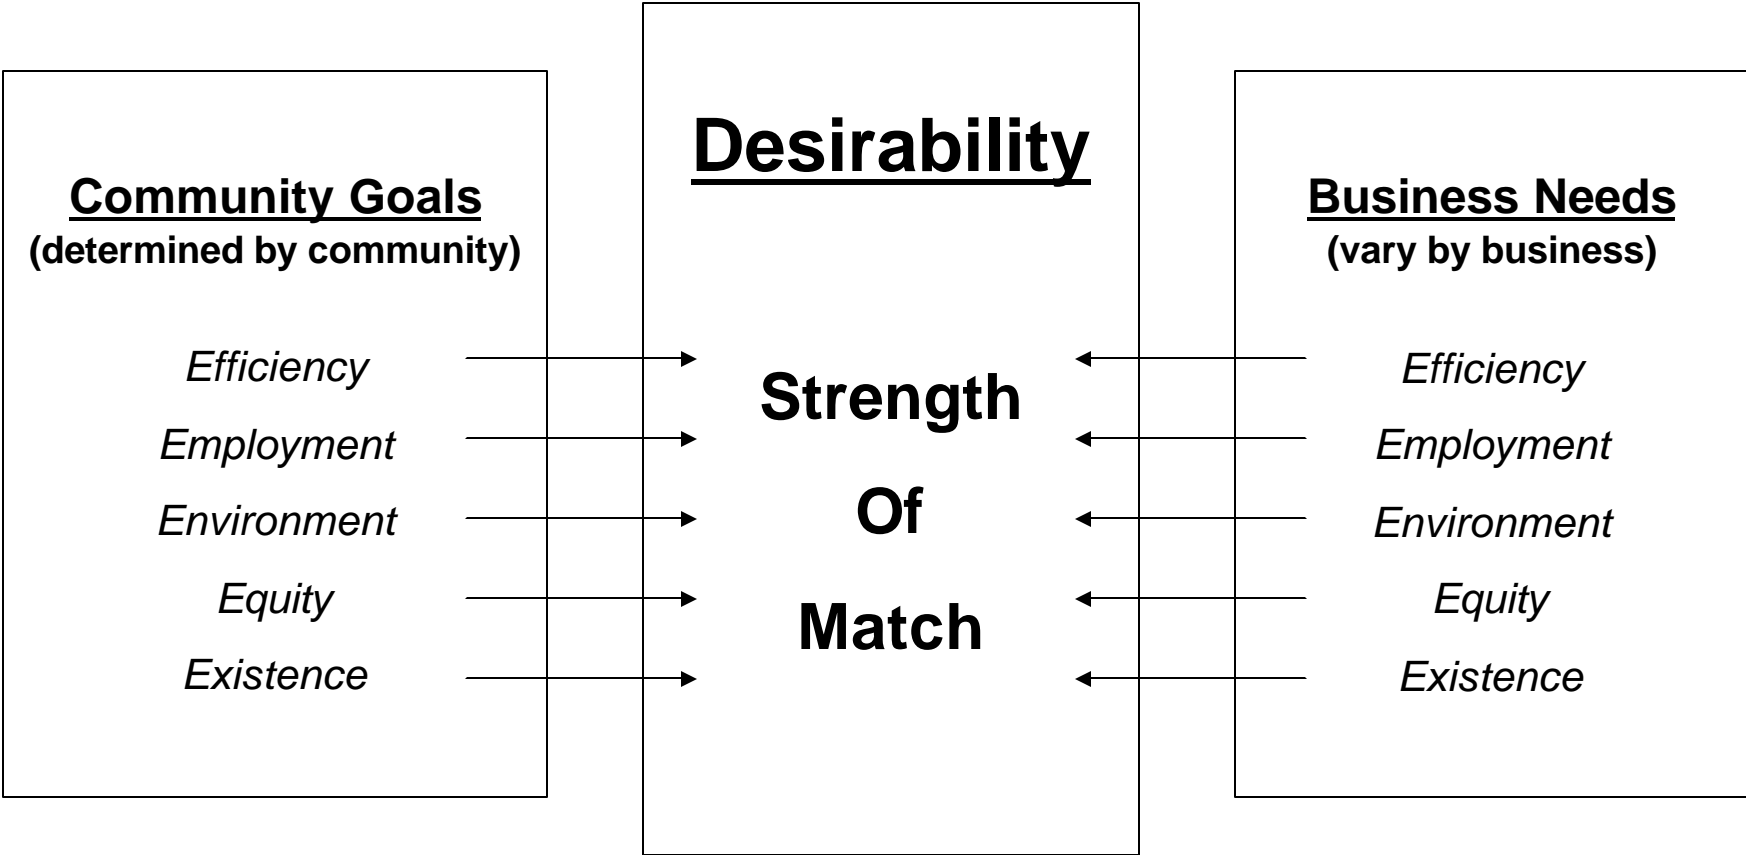 Community Goals
(determined by community)
Efficiency
Employment
Environment
Equity
Existence
Desirability
Strength
Of
Match
Business Needs
(vary by business)
Efficiency
Employment
Environment
Equity
Existence